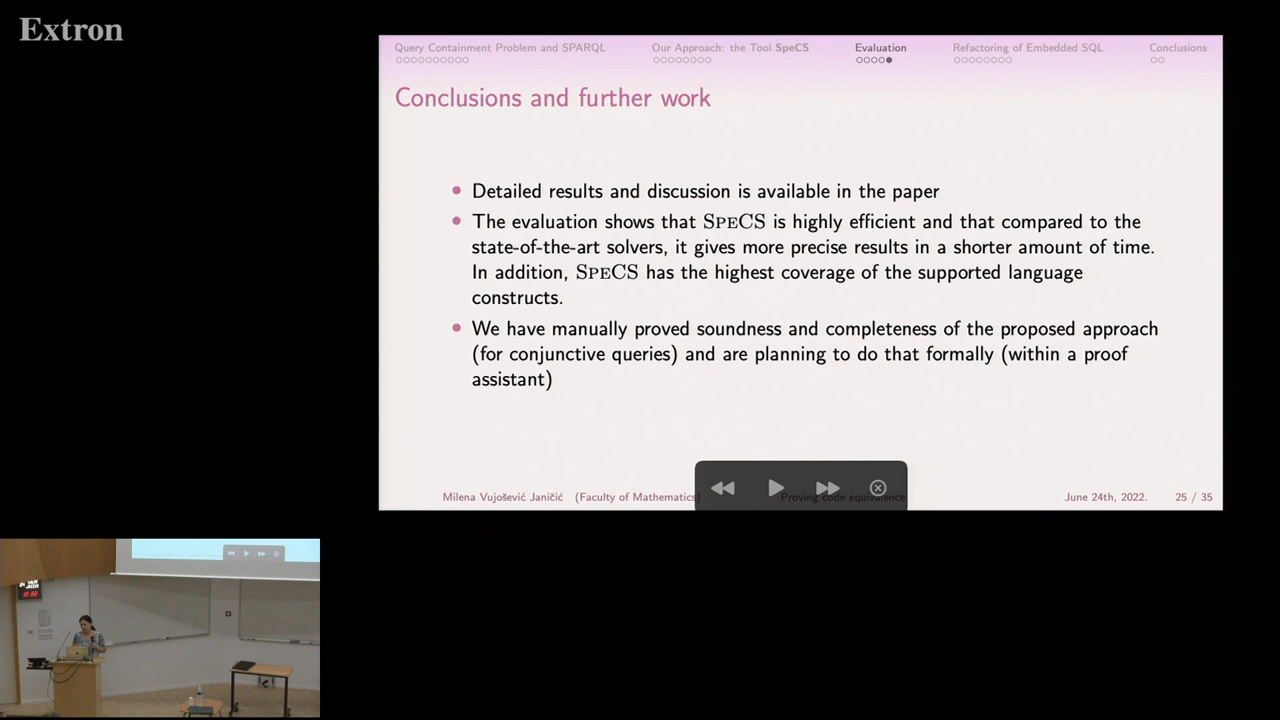 Extron
Query Containment Problem and SPARQL
Our Approach: the Tool SpeCS
Evaluation
Refactoring of Embedded SQL
Conclusions
Conclusions and further work
Detailed results and discussion is available in the paper
The evaluation shows that SPECS is highly efficient and that compared to the
state-of-the-art solvers, it gives more precise results in a shorter amount of time.
In addition, SPECS has the highest coverage of the supported language
constructs.
We have manually proved soundness and completeness of the proposed approach
(for conjunctive queries) and are planning to do that formally (within a proof
assistant)
Milena Vujošević Janičić (Faculty of Mathematics)
Proving code equivalence
June 24th, 2022.
25 / 35